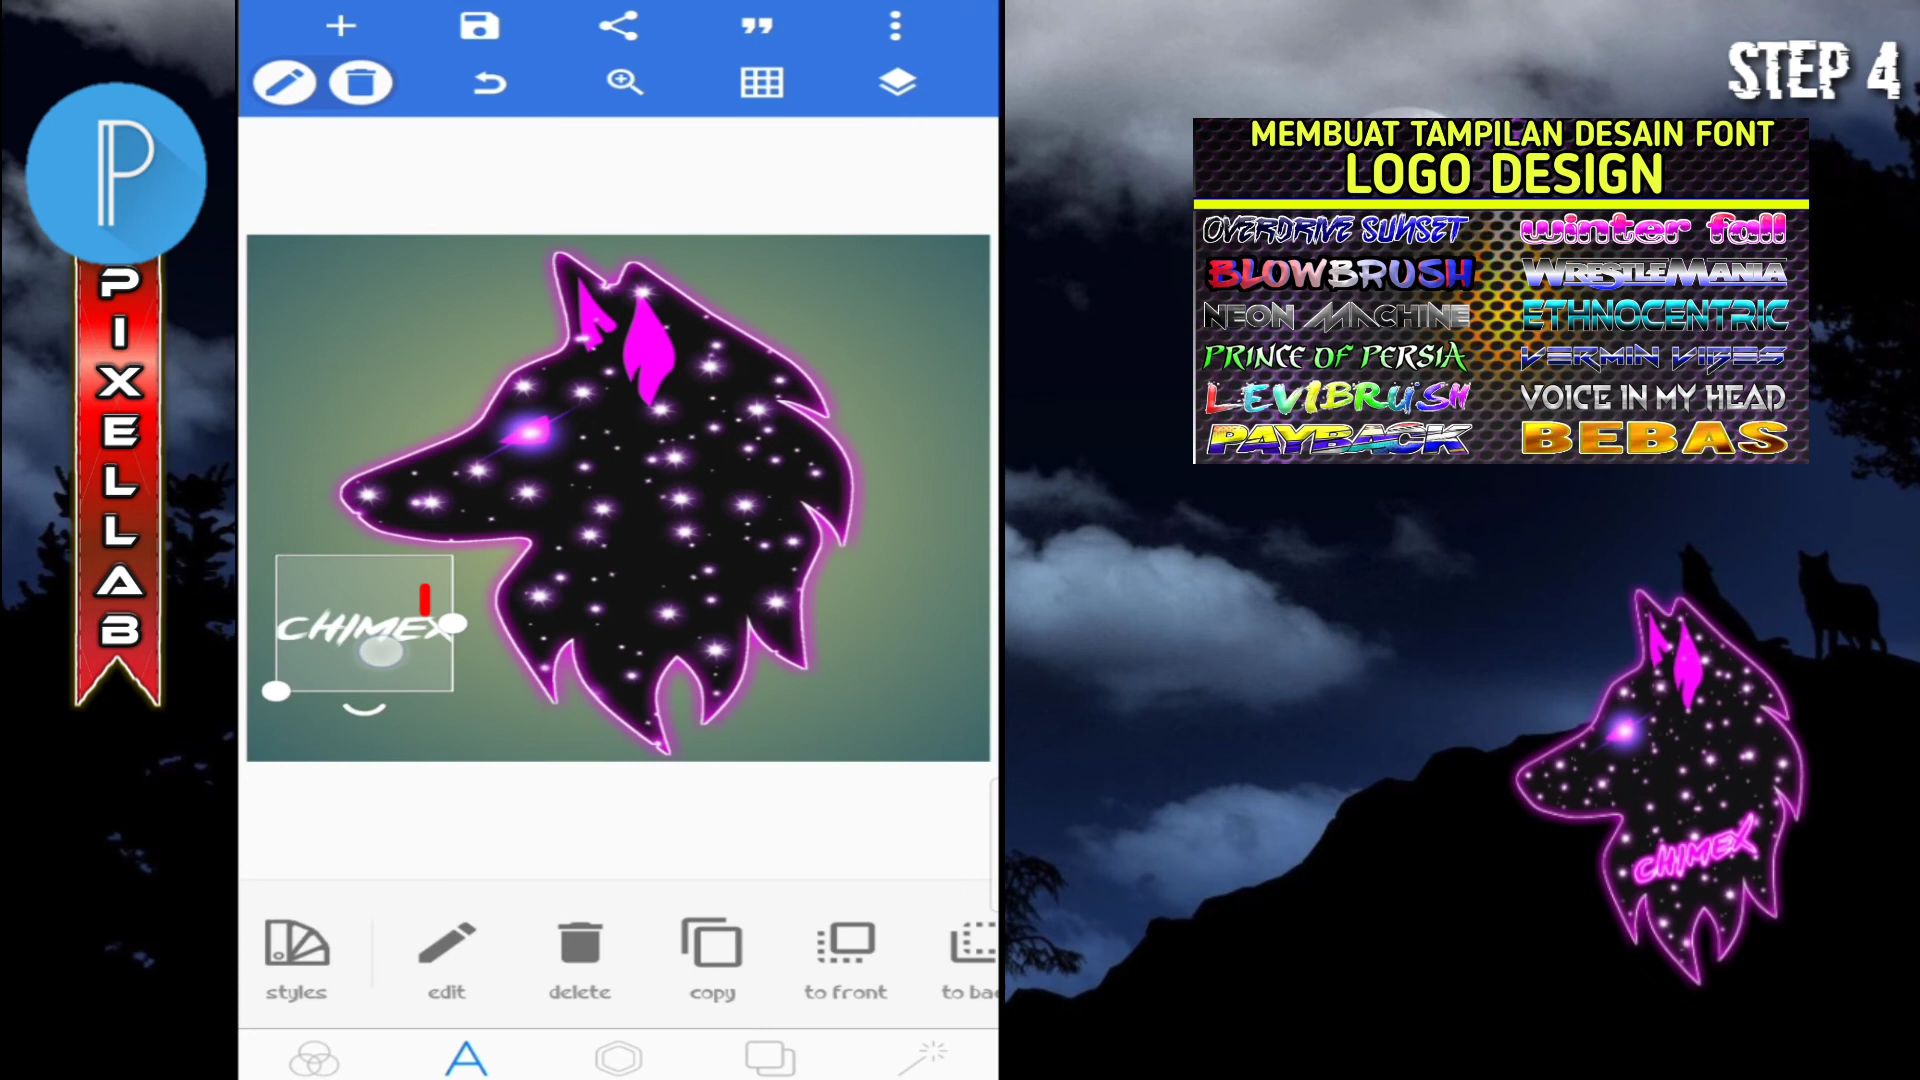 STEP 4
P
PIXELLAB
MEMBUAT TAMPILAN DESAIN FONT
LOGO DESIGN
OVERDRIVE SUNSET
winter fall
BLOWBRUSH
WRESTLEMANIA
NEON MACHINE
ETHNOCENTRIC
PRINCE OF PERSIA
VERMIN VIBES
LEVIBRUSH
VOICE IN MY HEAD
PAYBACK
BEBAS
CHIMEX
CHIMEX
styles
edit
delete
copy
to front
to bac